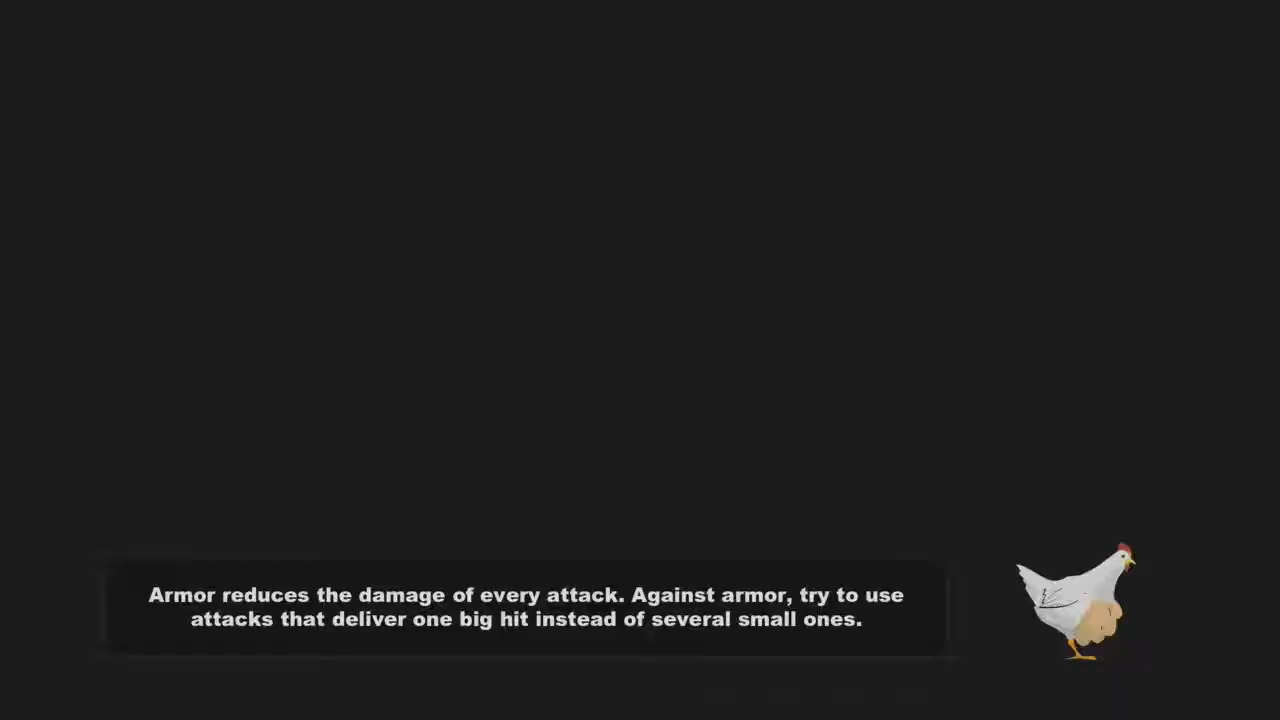 Armor reduces the damage of every attack. Against armor, try to use
attacks that deliver one big hit instead of several small ones.